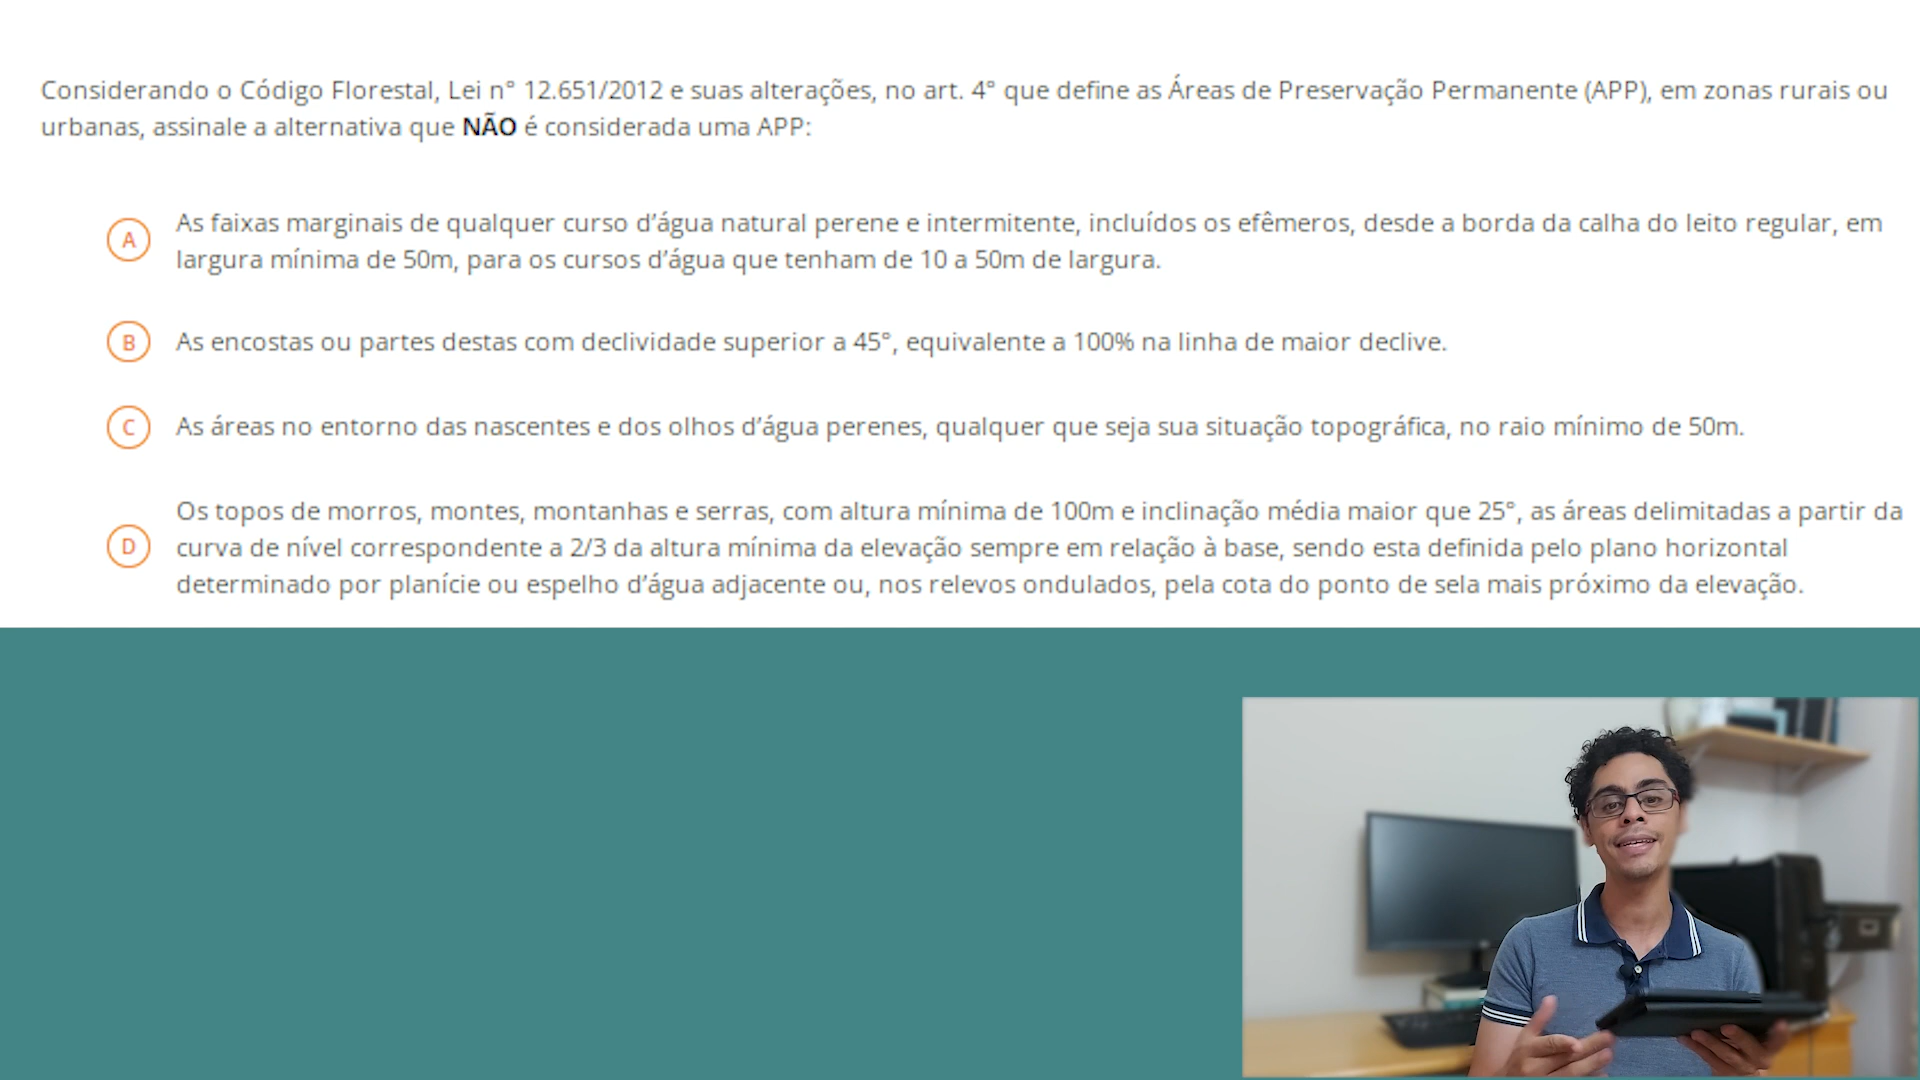 Considerando o Código Florestal, Lei n° 12.651/2012 e suas alterações, no art. 4° que define as Áreas de Preservação Permanente (APP), em zonas rurais ou
urbanas, assinale a alternativa que NÃO é considerada uma APP:
A
As faixas marginais de qualquer curso d’água natural perene e intermitente, incluídos os efêmeros, desde a borda da calha do leito regular, em
largura mínima de 50m, para os cursos d’água que tenham de 10 a 50m de largura.
B
As encostas ou partes destas com declividade superior a 45°, equivalente a 100% na linha de maior declive.
C
As áreas no entorno das nascentes e dos olhos d’água perenes, qualquer que seja sua situação topográfica, no raio mínimo de 50m.
D
Os topos de morros, montes, montanhas e serras, com altura mínima de 100m e inclinação média maior que 25°, as áreas delimitadas a partir da
curva de nível correspondente a 2/3 da altura mínima da elevação sempre em relação à base, sendo esta definida pelo plano horizontal
determinado por planície ou espelho d’água adjacente ou, nos relevos ondulados, pela cota do ponto de sela mais próximo da elevação.